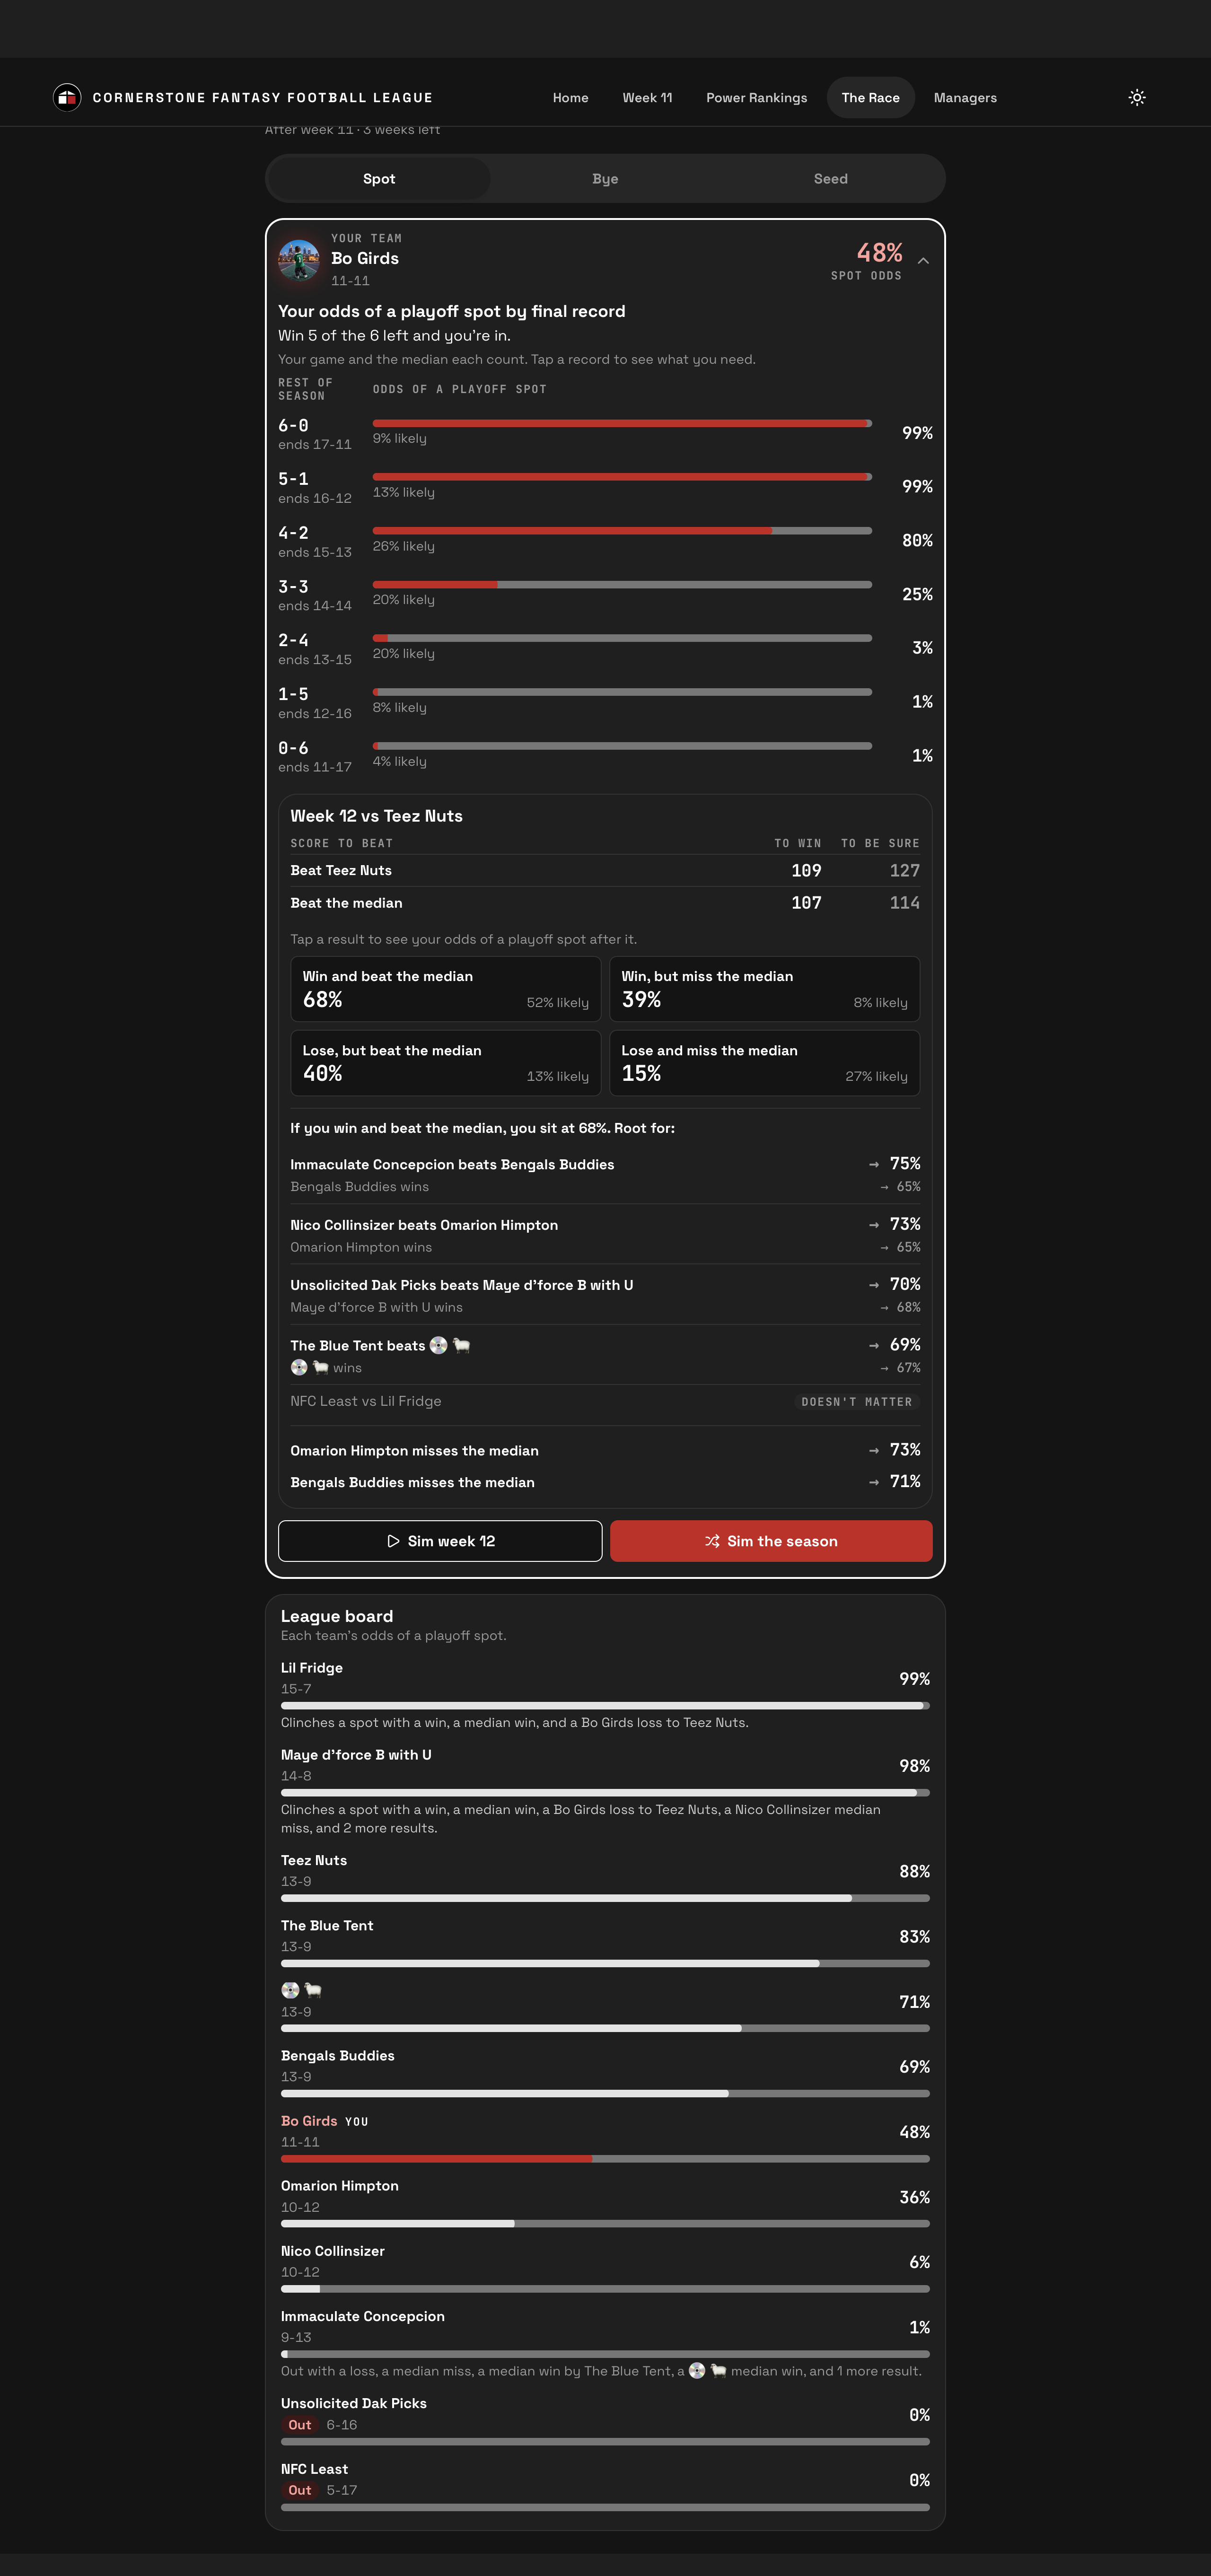 CORNERSTONE FANTASY FOOTBALL LEAGUE
Home
Week 11
Power Rankings
The Race
Managers
After week 11 · 3 weeks left
Spot
Bye
Seed
YOUR TEAM
Bo Girds
11-11
48%
SPOT ODDS
Your odds of a playoff spot by final record
Win 5 of the 6 left and you're in.
Your game and the median each count. Tap a record to see what you need.
REST OF
SEASON
ODDS OF A PLAYOFF SPOT
6-0
ends 17-11
9% likely
99%
5-1
ends 16-12
13% likely
99%
4-2
ends 15-13
26% likely
80%
3-3
ends 14-14
20% likely
25%
2-4
ends 13-15
20% likely
3%
1-5
ends 12-16
8% likely
1%
0-6
ends 11-17
4% likely
1%
Week 12 vs Teez Nuts
SCORE TO BEAT
TO WIN
TO BE SURE
Beat Teez Nuts
109
127
Beat the median
107
114
Tap a result to see your odds of a playoff spot after it.
Win and beat the median
68%
52% likely
Win, but miss the median
39%
8% likely
Lose, but beat the median
40%
13% likely
Lose and miss the median
15%
27% likely
If you win and beat the median, you sit at 68%. Root for:
Immaculate Concepcion beats Bengals Buddies
→ 75%
Bengals Buddies wins
→ 65%
Nico Collinsizer beats Omarion Himpton
→ 73%
Omarion Himpton wins
→ 65%
Unsolicited Dak Picks beats Maye d'force B with U
→ 70%
Maye d'force B with U wins
→ 68%
The Blue Tent beats 💿 🐑
→ 69%
💿 🐑 wins
→ 67%
NFC Least vs Lil Fridge
DOESN'T MATTER
Omarion Himpton misses the median
→ 73%
Bengals Buddies misses the median
→ 71%
Sim week 12
Sim the season
League board
Each team's odds of a playoff spot.
Lil Fridge
15-7
99%
Clinches a spot with a win, a median win, and a Bo Girds loss to Teez Nuts.
Maye d'force B with U
14-8
98%
Clinches a spot with a win, a median win, a Bo Girds loss to Teez Nuts, a Nico Collinsizer median
miss, and 2 more results.
Teez Nuts
13-9
88%
The Blue Tent
13-9
83%
💿 🐑
13-9
71%
Bengals Buddies
13-9
69%
Bo Girds YOU
11-11
48%
Omarion Himpton
10-12
36%
Nico Collinsizer
10-12
6%
Immaculate Concepcion
9-13
1%
Out with a loss, a median miss, a median win by The Blue Tent, a 💿 🐑 median win, and 1 more result.
Unsolicited Dak Picks
Out 6-16
0%
NFC Least
Out 5-17
0%